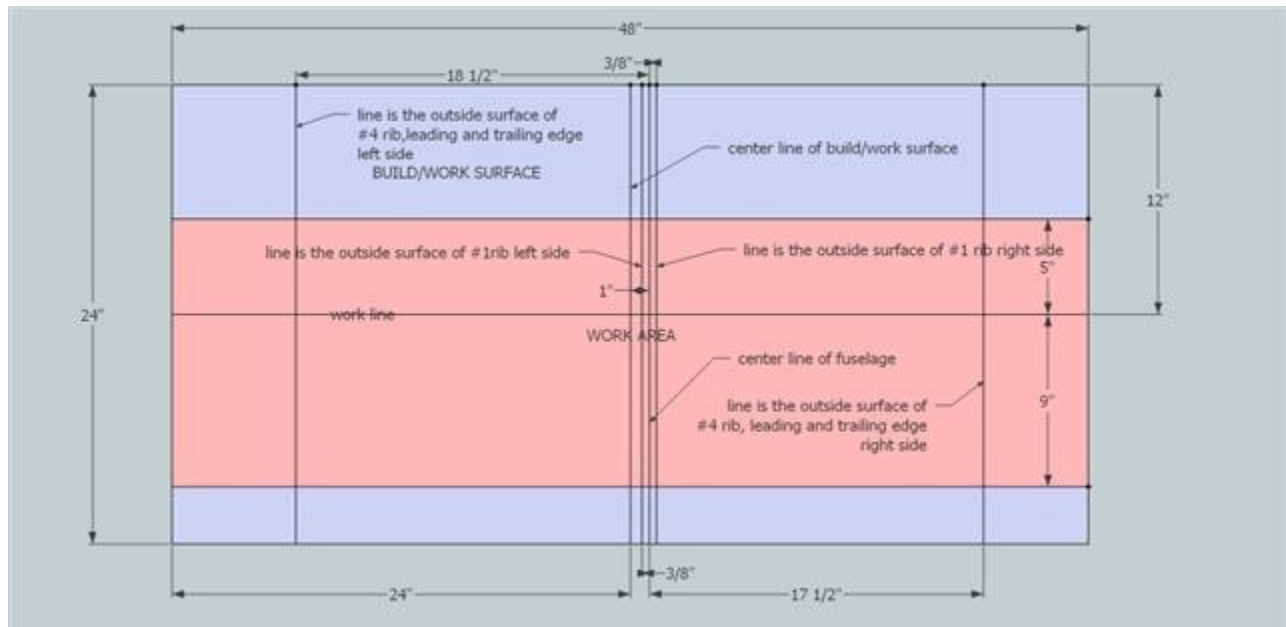 48"
3/8"
18 1/2"
line is the outside surface of
#4 rib,leading and trailing edge
left side
BUILD/WORK SURFACE
center line of build/work surface
12"
line is the outside surface of #1rib left side
line is the outside surface of #1 rib right side
5"
1"
24"
work line
WORK AREA
center line of fuselage
line is the outside surface of
#4 rib, leading and trailing edge
right side
9"
3/8"
24"
17 1/2"